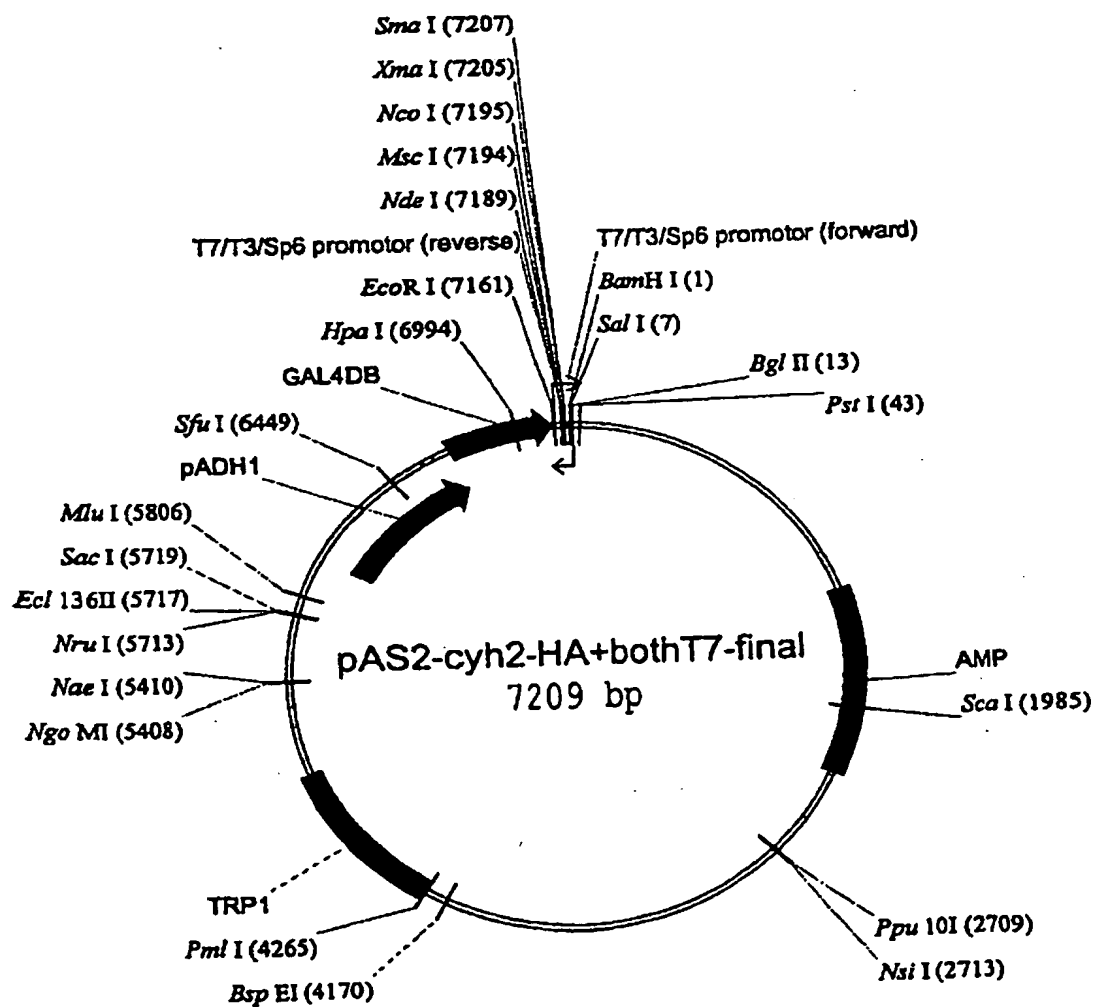 Sma I (7207)
Xma I (7205)
Nco I (7195)
Msc I (7194)
Nde I (7189)
T7/T3/Sp6 promotor (reverse)
EcoR I (7161)
Hpa I (6994)
GAL4DB
Sfu I (6449)
pADH1
Mlu I (5806)
Sac I (5719)
Ecl 136II (5717)
Nru I (5713)
Nae I (5410)
Ngo MI (5408)
T7/T3/Sp6 promotor (forward)
BamH I (1)
Sal I (7)
Bgl II (13)
Pst I (43)
pAS2-cyh2-HA+bothT7-final
7209 bp
AMP
Sca I (1985)
TRP1
Pml I (4265)
Bsp EI (4170)
Ppu 10I (2709)
Nsi I (2713)